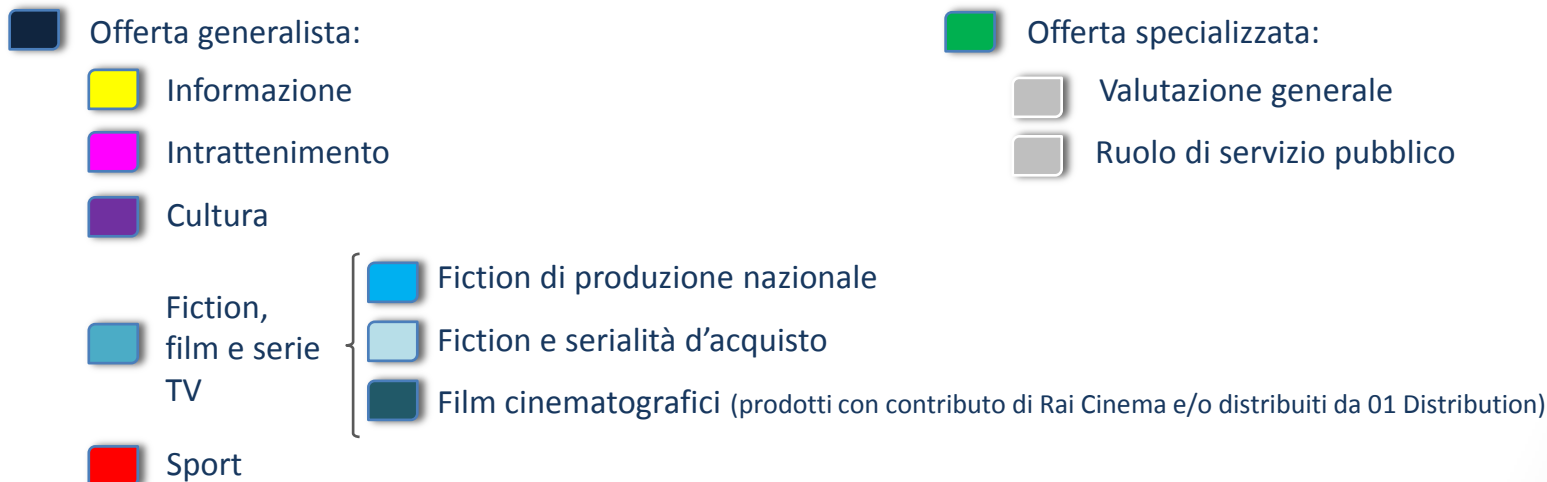 Offerta generalista:
Informazione
Intrattenimento
Cultura
Fiction,
film e serie
TV
Fiction di produzione nazionale
Fiction e serialità d’acquisto
Film cinematografici (prodotti con contributo di Rai Cinema e/o distribuiti da 01 Distribution)
Sport
Offerta specializzata:
Valutazione generale
Ruolo di servizio pubblico